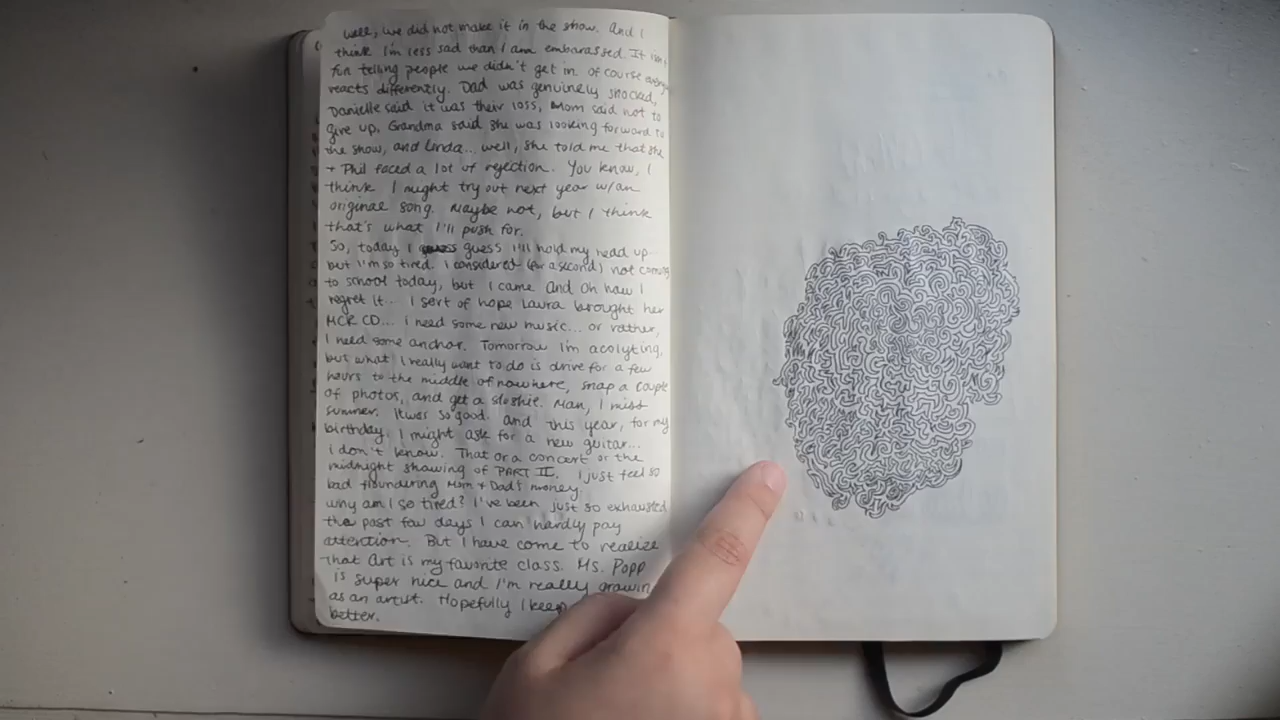 well, we did not make it in the show. And I
think I'm less sad than I am embarassed. It isn't
fun telling people we didn't get in. Of course everyone
reacts differently. Dad was genuinely shocked,
Danielle said it was their loss, Mom said not to
give up, Grandma said she was looking forward to
the show, and Linda... well, she told me that she
+ Phil faced a lot of rejection. You know, I
think I might try out next year w/an
original song. Maybe not, but I think
that's what I'll push for.
So, today I guess I'll hold my head up...
but I'm so tired. I considered (for a second) not coming
to school today, but I came and oh how I
regret it... I sort of hope Laura brought her
MCR CD... I need some new music... or rather,
I need some anchor. Tomorrow I'm acolyting,
but what I really want to do is drive for a few
hours to the middle of nowhere, snap a couple
of photos, and get a sloshie. Man, I miss
summer. It was so good. And this year, for my
birthday, I might ask for a new guitar...
I don't know. That or a concert or the
midnight showing of PART II. I just feel so
bad floundering Mom + Dad's money.
Why am I so tired? I've been just so exhausted
the past few days I can hardly pay
attention. But I have come to realize
that Art is my favorite class. Ms. Popp
is super nice and I'm really growing
as an artist. Hopefully I keep
better.